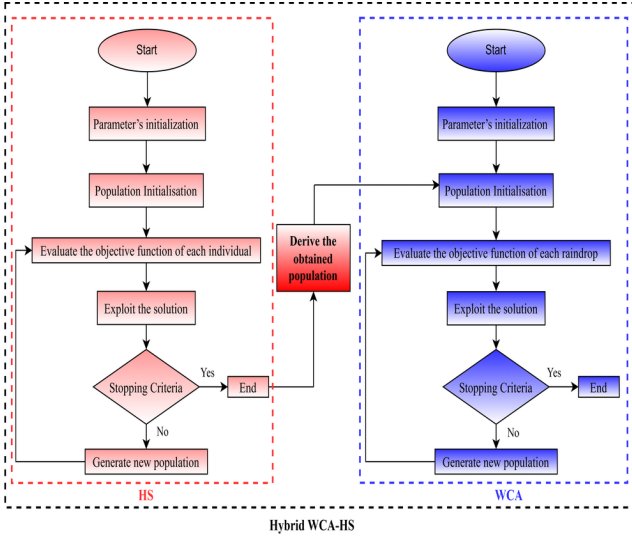 Start
Parameter's initialization
Population Initialisation
Evaluate the objective function of each individual
Exploit the solution
Stopping Criteria
Yes
End
No
Generate new population
HS
Derive the
obtained
population
Start
Parameter's initialization
Population Initialisation
Evaluate the objective function of each raindrop
Exploit the solution
Stopping Criteria
Yes
End
No
Generate new population
WCA
Hybrid WCA-HS